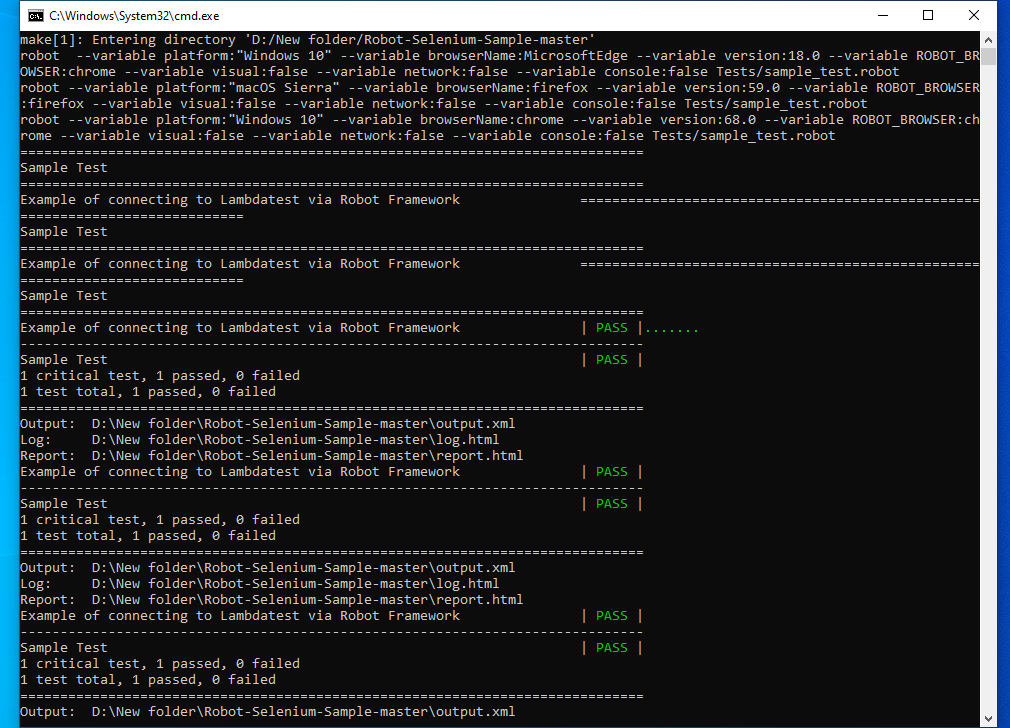 C:\Windows\System32\cmd.exe
make[1]: Entering directory 'D:/New folder/Robot-Selenium-Sample-master'
robot  --variable platform:"Windows 10" --variable browserName:MicrosoftEdge --variable version:18.0 --variable ROBOT_BR
OWSER:chrome --variable visual:false --variable network:false --variable console:false Tests/sample_test.robot
robot --variable platform:"macOS Sierra" --variable browserName:firefox --variable version:59.0 --variable ROBOT_BROWSER
:firefox --variable visual:false --variable network:false --variable console:false Tests/sample_test.robot
robot --variable platform:"Windows 10" --variable browserName:chrome --variable version:68.0 --variable ROBOT_BROWSER:ch
rome --variable visual:false --variable network:false --variable console:false Tests/sample_test.robot
==============================================================================
Sample Test
==============================================================================
Example of connecting to Lambdatest via Robot Framework               ==================================================
============================
Sample Test
==============================================================================
Example of connecting to Lambdatest via Robot Framework               ==================================================
============================
Sample Test
==============================================================================
Example of connecting to Lambdatest via Robot Framework               | PASS |.......
------------------------------------------------------------------------------
Sample Test                                                           | PASS |
1 critical test, 1 passed, 0 failed
1 test total, 1 passed, 0 failed
==============================================================================
Output:  D:\New folder\Robot-Selenium-Sample-master\output.xml
Log:     D:\New folder\Robot-Selenium-Sample-master\log.html
Report:  D:\New folder\Robot-Selenium-Sample-master\report.html
Example of connecting to Lambdatest via Robot Framework               | PASS |
------------------------------------------------------------------------------
Sample Test                                                           | PASS |
1 critical test, 1 passed, 0 failed
1 test total, 1 passed, 0 failed
==============================================================================
Output:  D:\New folder\Robot-Selenium-Sample-master\output.xml
Log:     D:\New folder\Robot-Selenium-Sample-master\log.html
Report:  D:\New folder\Robot-Selenium-Sample-master\report.html
Example of connecting to Lambdatest via Robot Framework               | PASS |
------------------------------------------------------------------------------
Sample Test                                                           | PASS |
1 critical test, 1 passed, 0 failed
1 test total, 1 passed, 0 failed
==============================================================================
Output:  D:\New folder\Robot-Selenium-Sample-master\output.xml